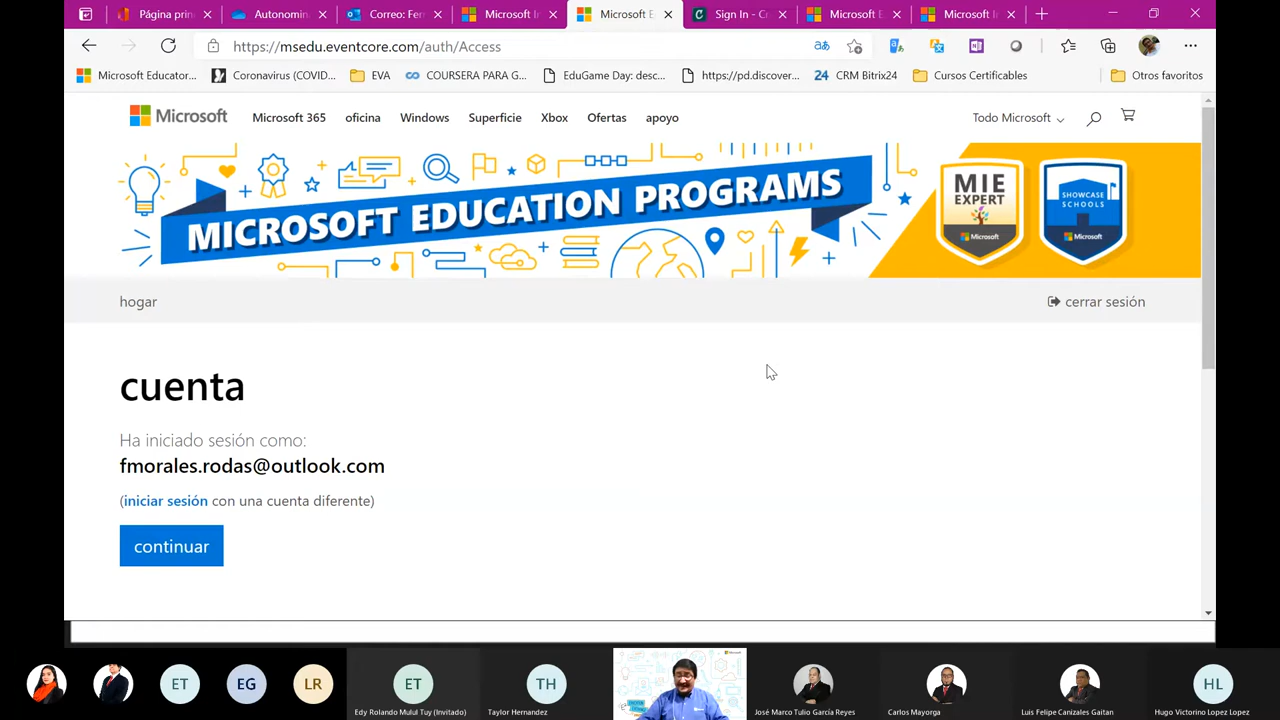 Página prin
Autonomin
Correo: Fer
Microsoft In
Microsoft E
Sign In - Cr
Microsoft E
Microsoft I
https://msedu.eventcore.com/auth/Access
Microsoft Educator...
Coronavirus (COVID...
EVA
COURSERA PARA G...
EduGame Day: desc...
https://pd.discover...
24 CRM Bitrix24
Cursos Certificables
Otros favoritos
Microsoft
Microsoft 365
oficina
Windows
Superficie
Xbox
Ofertas
apoyo
Todo Microsoft
MICROSOFT EDUCATION PROGRAMS
MIE
EXPERT
Microsoft
SHOWCASE
SCHOOLS
Microsoft
hogar
cerrar sesión
cuenta
Ha iniciado sesión como:
fmorales.rodas@outlook.com
(iniciar sesión con una cuenta diferente)
continuar
ET
EG
LR
ET
Edy Rolando Mulul Tuy (Invitado)
TH
Taylor Hernandez
José Marco Tulio García Reyes
Carlos Mayorga
Luis Felipe Canizales Gaitan
HL
Hugo Victorino Lopez Lopez